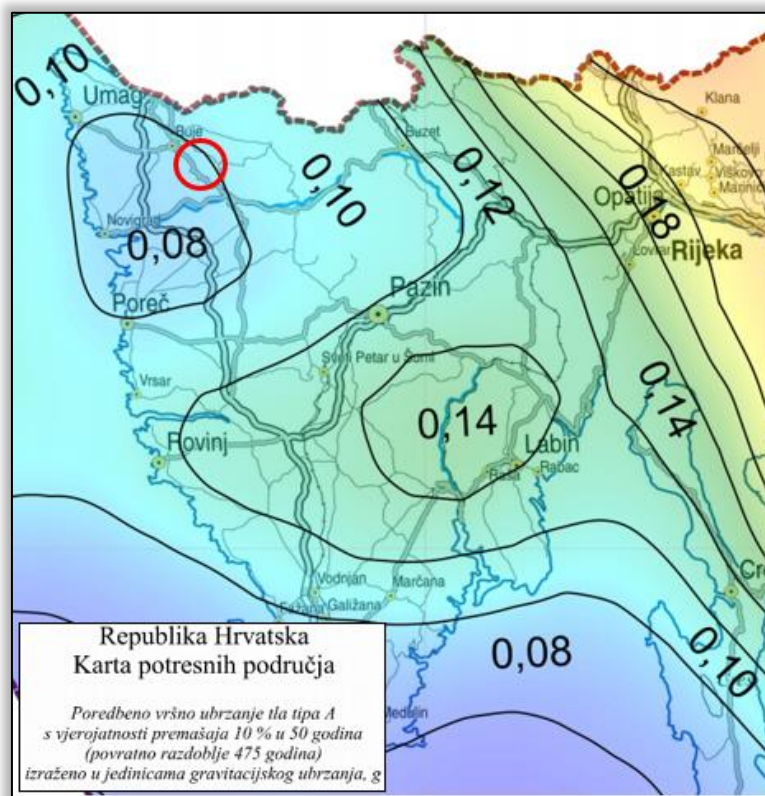 0,10
Umag
Buje
Buzet
Klana
Marčelji
Kastav
Viškovo
Opatija
0,18
0,12
0,10
Novigrad
0,08
Rijeka
Lovran
Pazin
Poreč
Sveti Petar u Šumi
Vrsar
0,14
0,14
Rovinj
Labin
Raša
Rabac
Vodnjan
Marčana
Fažana
Galižana
Cre
0,08
0,10
Medulin
Republika Hrvatska
Karta potresnih područja
Poredbeno vršno ubrzanje tla tipa A
s vjerojatnosti premašaja 10 % u 50 godina
(povratno razdoblje 475 godina)
izraženo u jedinicama gravitacijskog ubrzanja, g